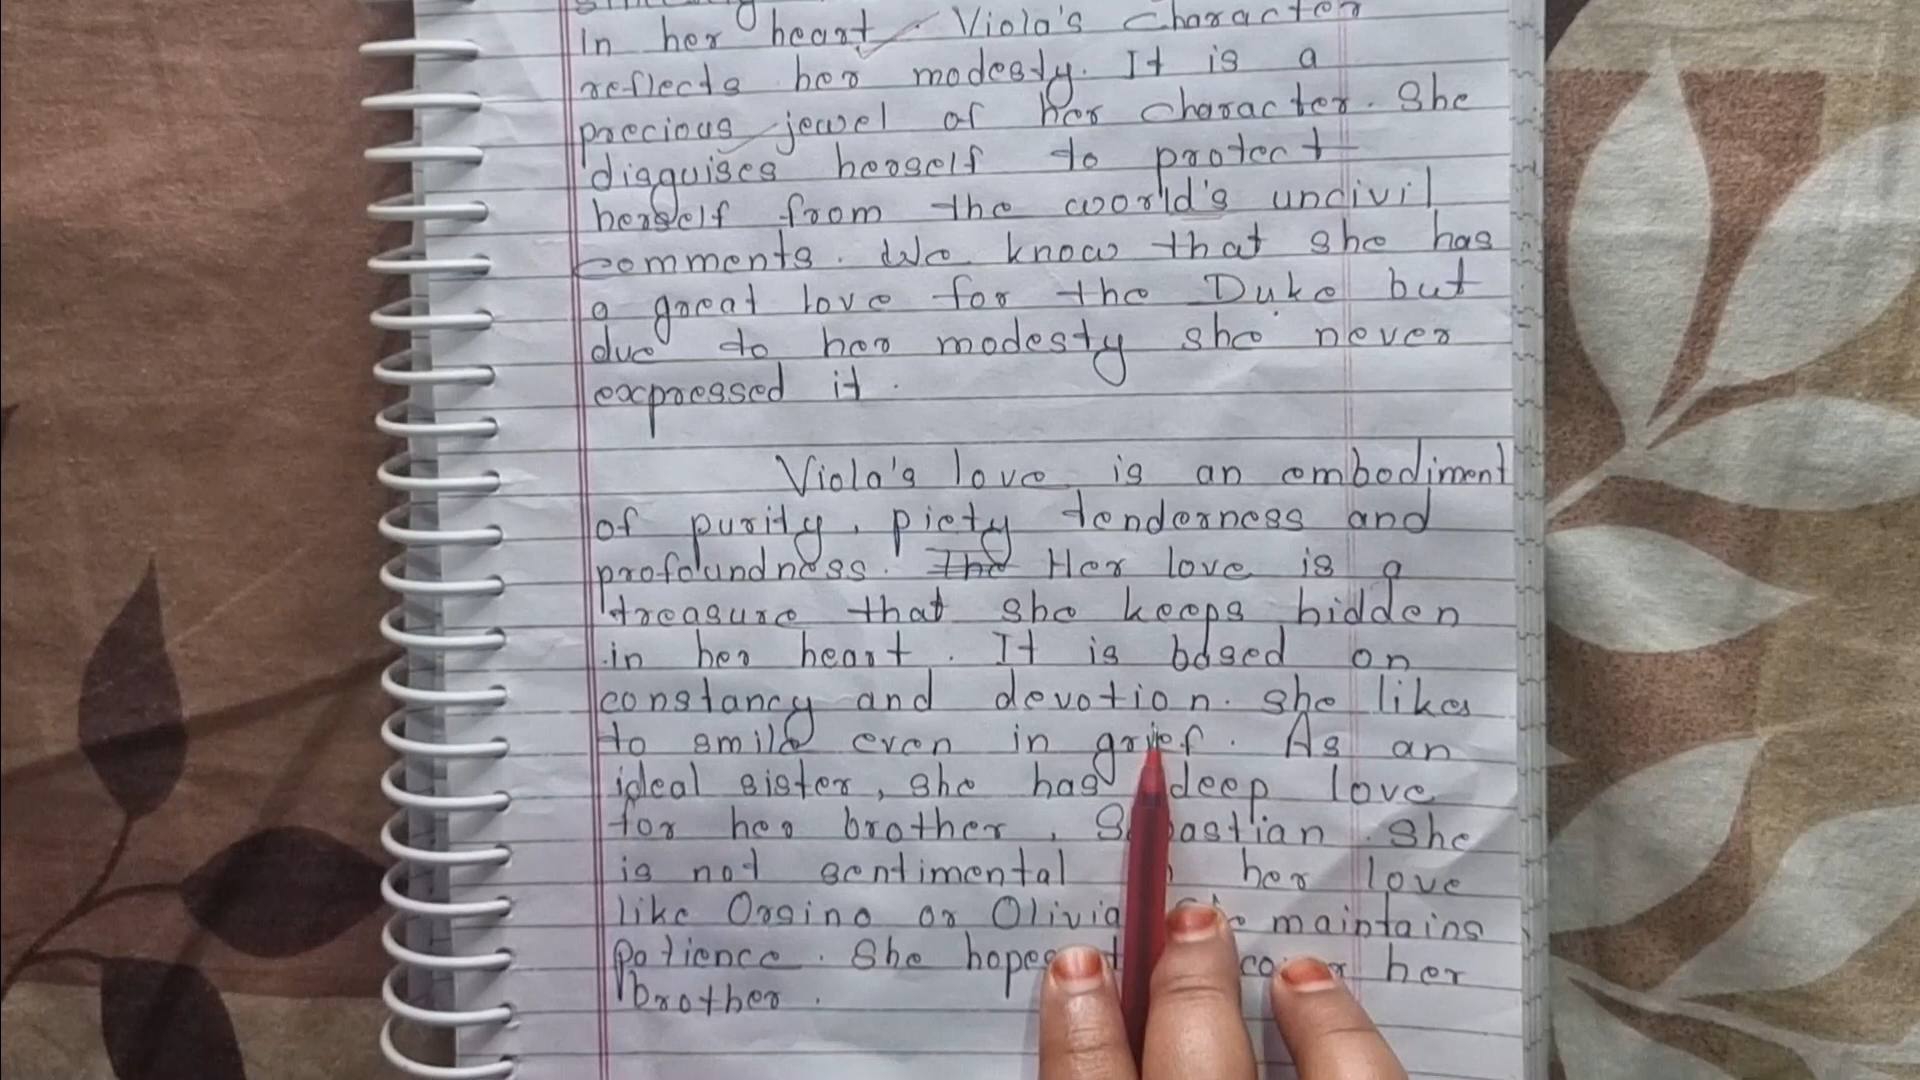 in her heart. Viola's character
reflects her modesty. It is a
precious jewel of her character. She
disguises herself to protect
herself from the world's uncivil
comments. We know that she has
a great love for the Duke but
due to her modesty she never
expressed it.
Viola's love is an embodiment
of purity, piety tenderness and
profoundness. The Her love is a
treasure that she keeps hidden
in her heart. It is based on
constancy and devotion. She likes
to smile even in grief. As an
ideal sister, she has deep love
for her brother, Sebastian. She
is not sentimental her love
like Orsino or Olivia maintains
patience. She hopes her
brother.